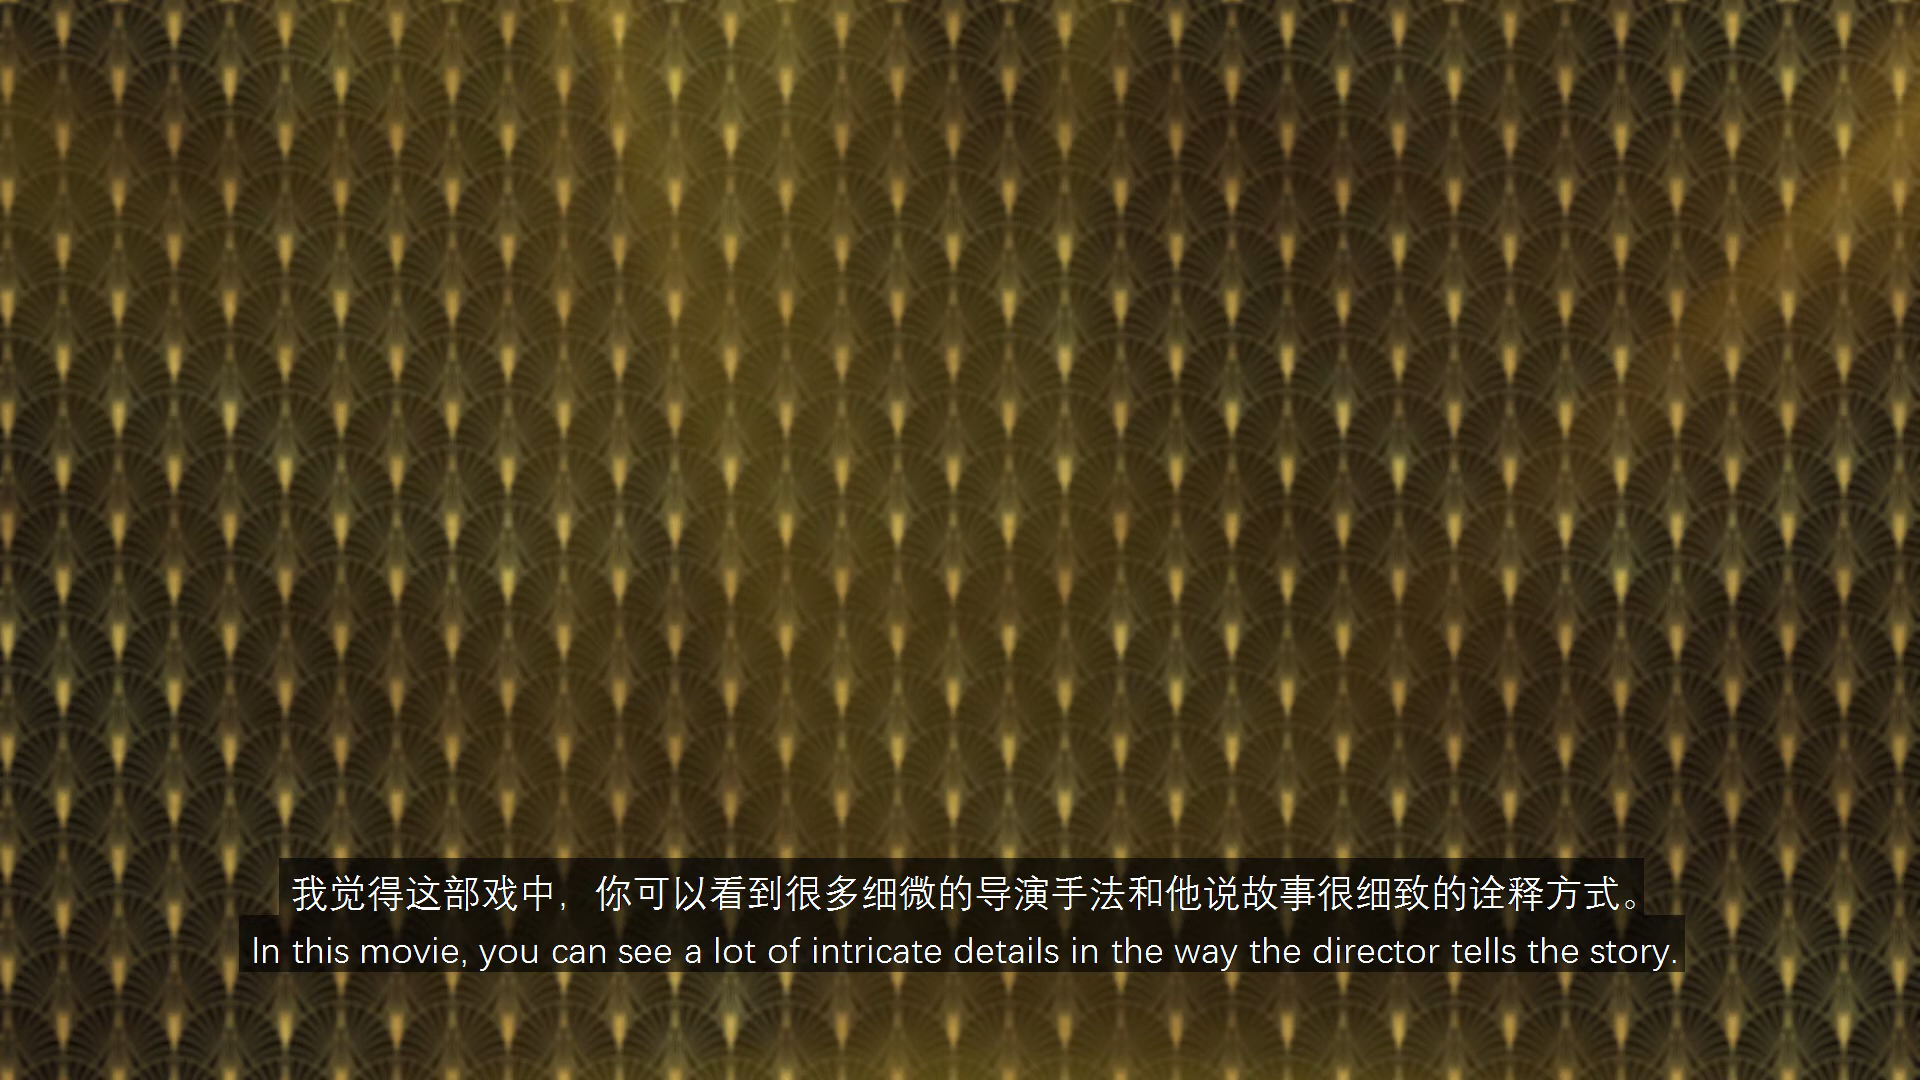 我觉得这部戏中，你可以看到很多细微的导演手法和他说故事很细致的诠释方式。
In this movie, you can see a lot of intricate details in the way the director tells the story.